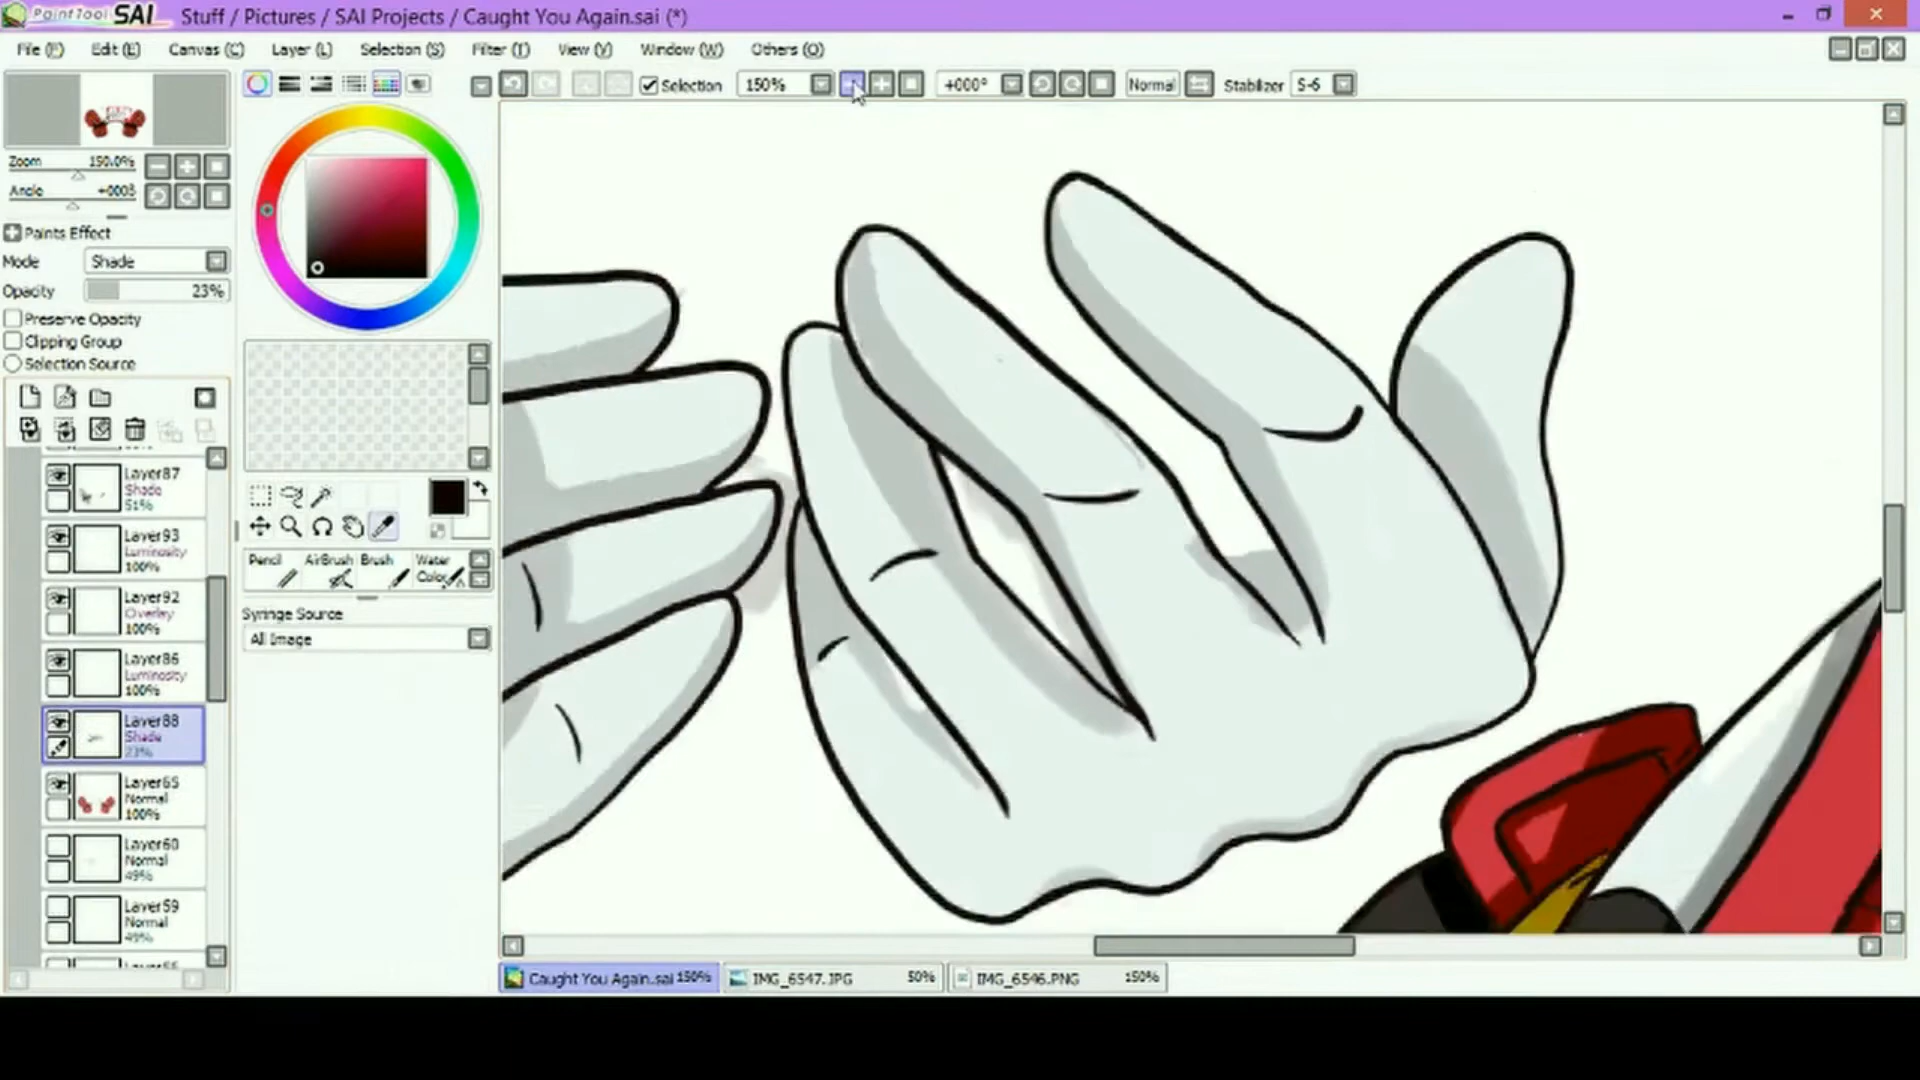 PaintTool SAI Stuff / Pictures / SAI Projects / Caught You Again.sai (*)
File (F) Edit (E) Canvas (C) Layer (L) Selection (S) Filter (T) View (V) Window (W) Others (O)
Selection 150% +000° Normal Stabilizer S-6
Zoom 150.0%
Angle +000°
Paints Effect
Mode Shade
Opacity 23%
Preserve Opacity
Clipping Group
Selection Source
Layer87
Shade
51%
Layer93
Luminosity
100%
Layer92
Overlay
100%
Layer86
Luminosity
100%
Layer88
Shade
23%
Layer65
Normal
100%
Layer60
Normal
49%
Layer59
Normal
49%
Pencil AirBrush Brush Water
Color
Syringe Source
All Image
Caught You Again.sai 150% IMG_6547.JPG 50% IMG_6546.PNG 150%